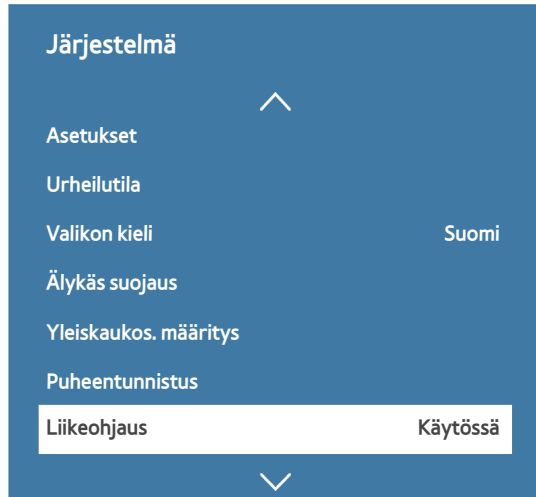 Järjestelmä
Asetukset
Urheilutila
Valikon kieli Suomi
Älykäs suojaus
Yleiskaukos. määritys
Puheentunnistus
Liikeohjaus Käytössä